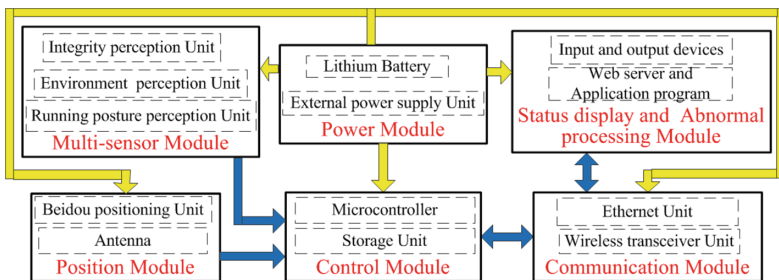 Integrity perception Unit
Environment perception Unit
Running posture perception Unit
Multi-sensor Module
Lithium Battery
External power supply Unit
Power Module
Input and output devices
Web server and
Application program
Status display and Abnormal
processing Module
Beidou positioning Unit
Antenna
Position Module
Microcontroller
Storage Unit
Control Module
Ethernet Unit
Wireless transceiver Unit
Communication Module